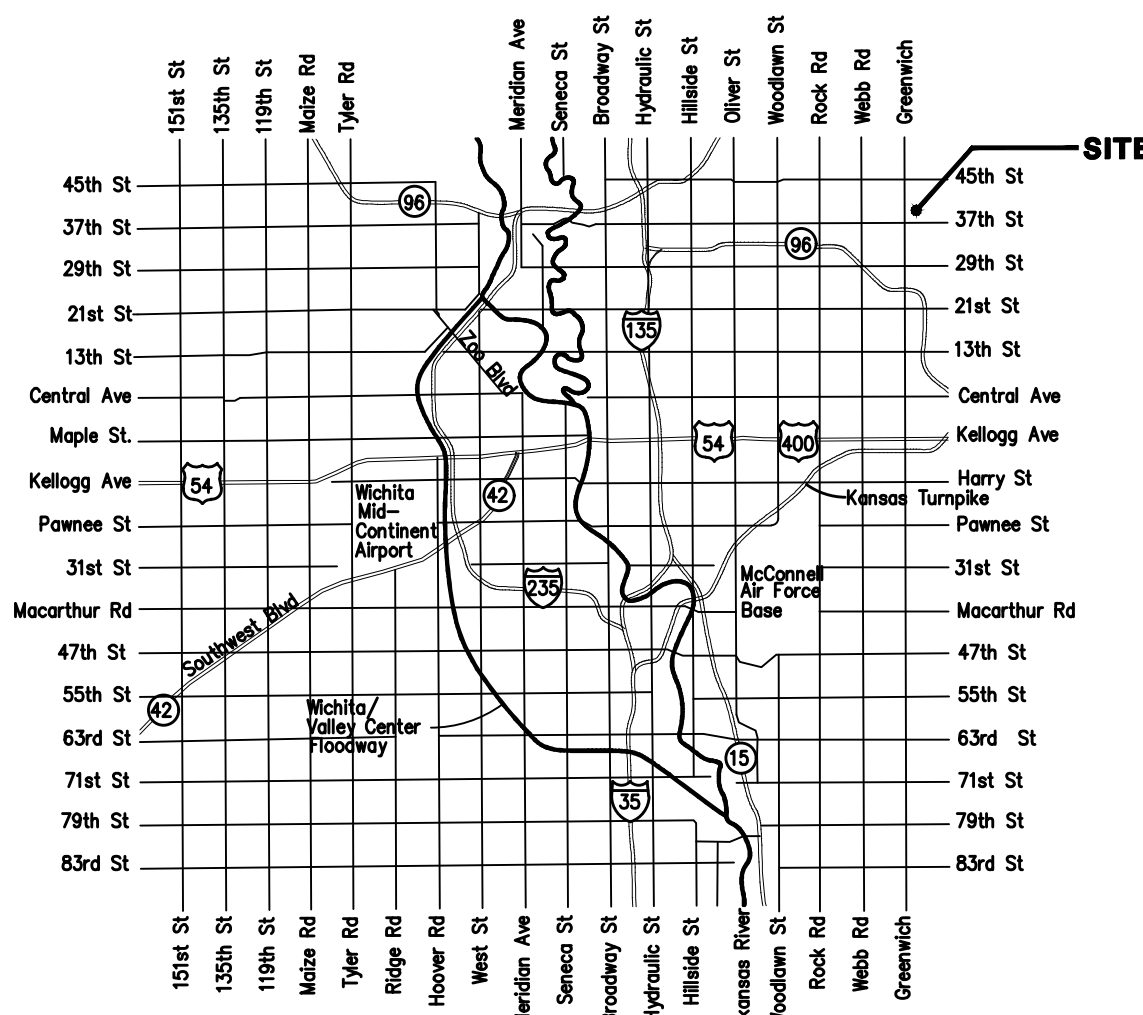 151st St
135th St
119th St
Maize Rd
Tyler Rd
Meridian Ave
Seneca St
Broadway St
Hydraulic St
Hillside St
Oliver St
Woodlawn St
Rock Rd
Webb Rd
Greenwich
SITE
45th St
45th St
96
37th St
37th St
96
29th St
29th St
21st St
21st St
135
13th St
13th St
Zoo Blvd
Central Ave
Central Ave
Maple St.
54
400
Kellogg Ave
Kellogg Ave
54
Harry St
42
Wichita
Mid-
Continent
Airport
Kansas Turnpike
Pawnee St
Pawnee St
31st St
31st St
235
McConnell
Air Force
Base
Macarthur Rd
Macarthur Rd
Southwest Blvd
47th St
47th St
55th St
55th St
42
Wichita/
Valley Center
Floodway
63rd St
63rd St
15
71st St
71st St
35
79th St
79th St
83rd St
83rd St
151st St
135th St
119th St
Maize Rd
Tyler Rd
Ridge Rd
Hoover Rd
West St
eridian Ave
Seneca St
roadway St
ydraulic St
Hillside St
kansas River
oodlawn St
Rock Rd
Webb Rd
Greenwich